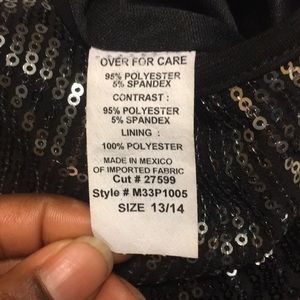 OVER FOR CARE
95% POLYESTER
5% SPANDEX
CONTRAST :
95% POLYESTER
5% SPANDEX
LINING :
100% POLYESTER
MADE IN MEXICO
OF IMPORTED FABRIC
Cut # 27599
Style # M33P1005
SIZE 13/14